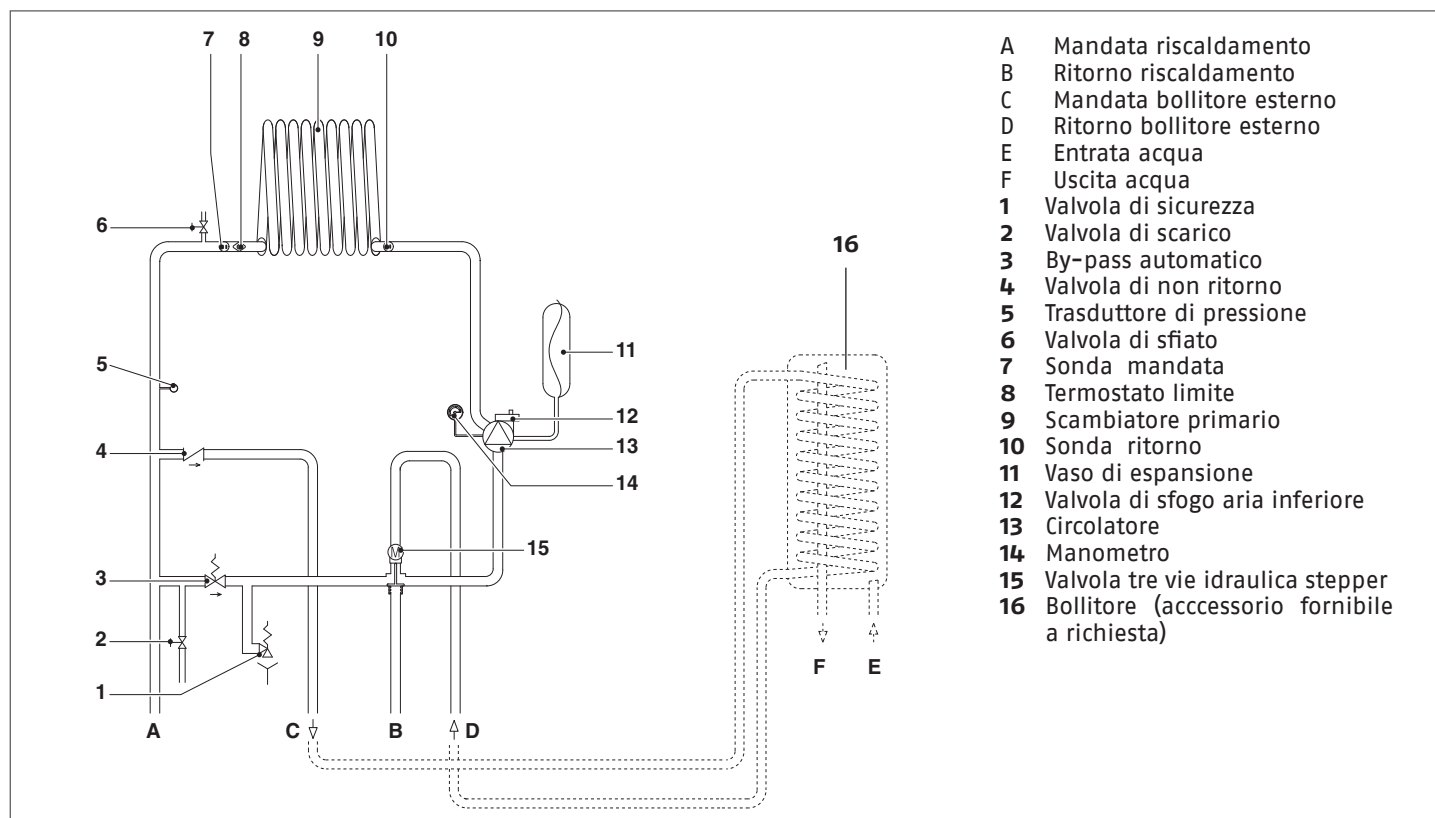 7 8 9 10
6
16
5
11
12
4
13
14
15
3
2
1
F E
A C B D
A Mandata riscaldamento
B Ritorno riscaldamento
C Mandata bollitore esterno
D Ritorno bollitore esterno
E Entrata acqua
F Uscita acqua
1 Valvola di sicurezza
2 Valvola di scarico
3 By-pass automatico
4 Valvola di non ritorno
5 Trasduttore di pressione
6 Valvola di sfiato
7 Sonda mandata
8 Termostato limite
9 Scambiatore primario
10 Sonda ritorno
11 Vaso di espansione
12 Valvola di sfogo aria inferiore
13 Circolatore
14 Manometro
15 Valvola tre vie idraulica stepper
16 Bollitore (acccessorio fornibile
a richiesta)
M